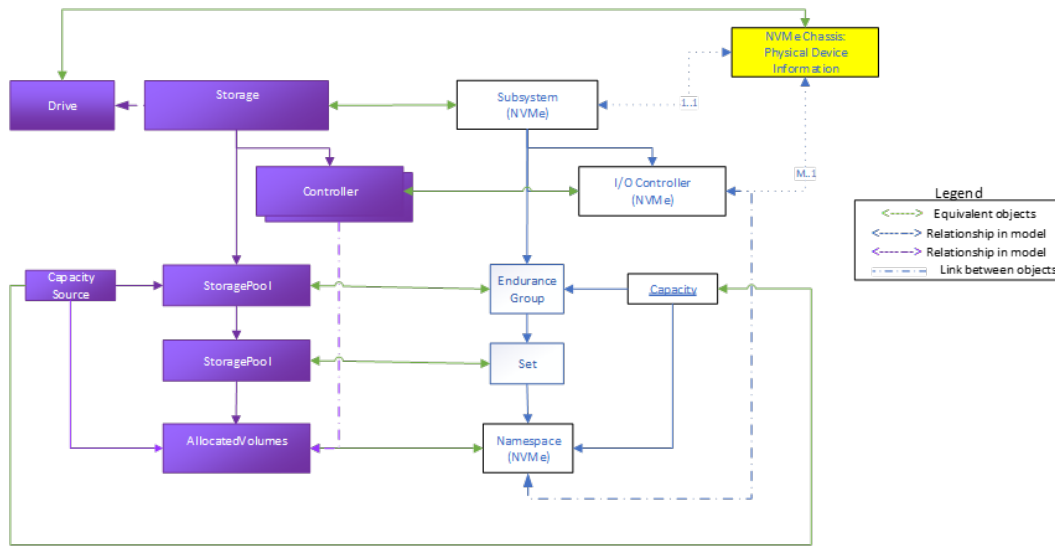 NVMe Chassis:
Physical Device
Information
Drive
Storage
Subsystem
(NVMe)
1..1
Controller
I/O Controller
(NVMe)
M..1
Legend
Equivalent objects
Relationship in model
Relationship in model
Link between objects
Capacity
Source
StoragePool
Endurance
Group
Capacity
StoragePool
Set
AllocatedVolumes
Namespace
(NVMe)